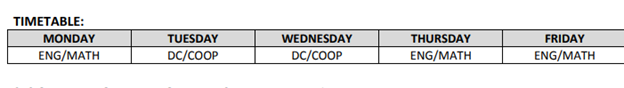 TIMETABLE:
MONDAY TUESDAY WEDNESDAY THURSDAY FRIDAY
ENG/MATH DC/COOP DC/COOP ENG/MATH ENG/MATH